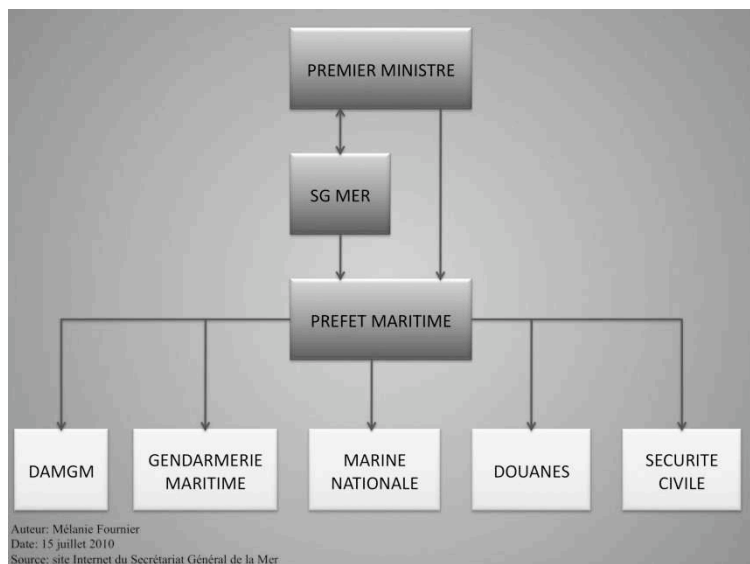 PREMIER MINISTRE
SG MER
PREFET MARITIME
DAMGM
GENDARMERIE
MARITIME
MARINE
NATIONALE
DOUANES
SECURITE
CIVILE
Auteur: Mélanie Fournier
Date: 15 juillet 2010
Source: site Internet du Secrétariat Général de la Mer